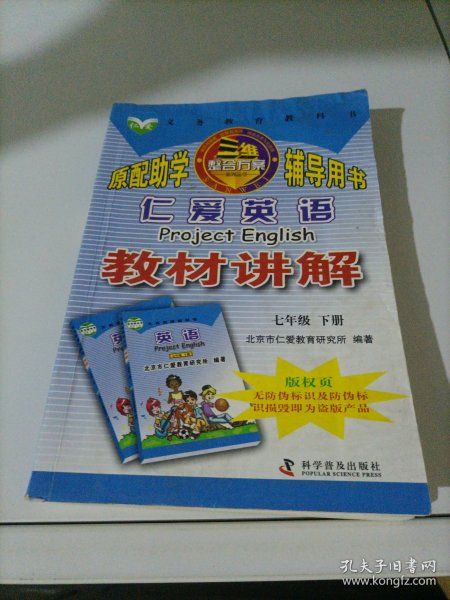 仁爱
义务教育教科书
原配助学
三维
整合方案
辅导用书
仁爱英语
Project English
教材讲解
七年级 下册
北京市仁爱教育研究所 编著
英语
Project English
北京市仁爱教育研究所 编著
版权页
无防伪标识及防伪标
识损毁即为盗版产品
科学普及出版社
POPULAR SCIENCE PRESS
孔夫子旧书网
www.kongfz.com